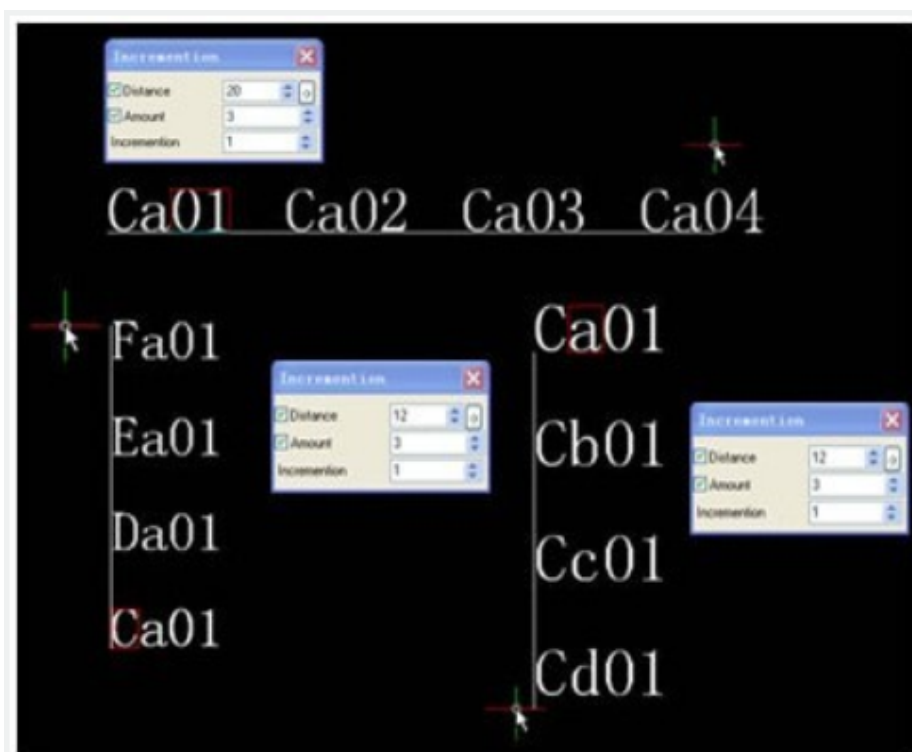 Incremention
Distance 20
Amount 3
Incremention 1
Ca01 Ca02 Ca03 Ca04
Fa01
Ea01
Da01
Ca01
Incremention
Distance 12
Amount 3
Incremention 1
Ca01
Cb01
Cc01
Cd01
Incremention
Distance 12
Amount 3
Incremention 1